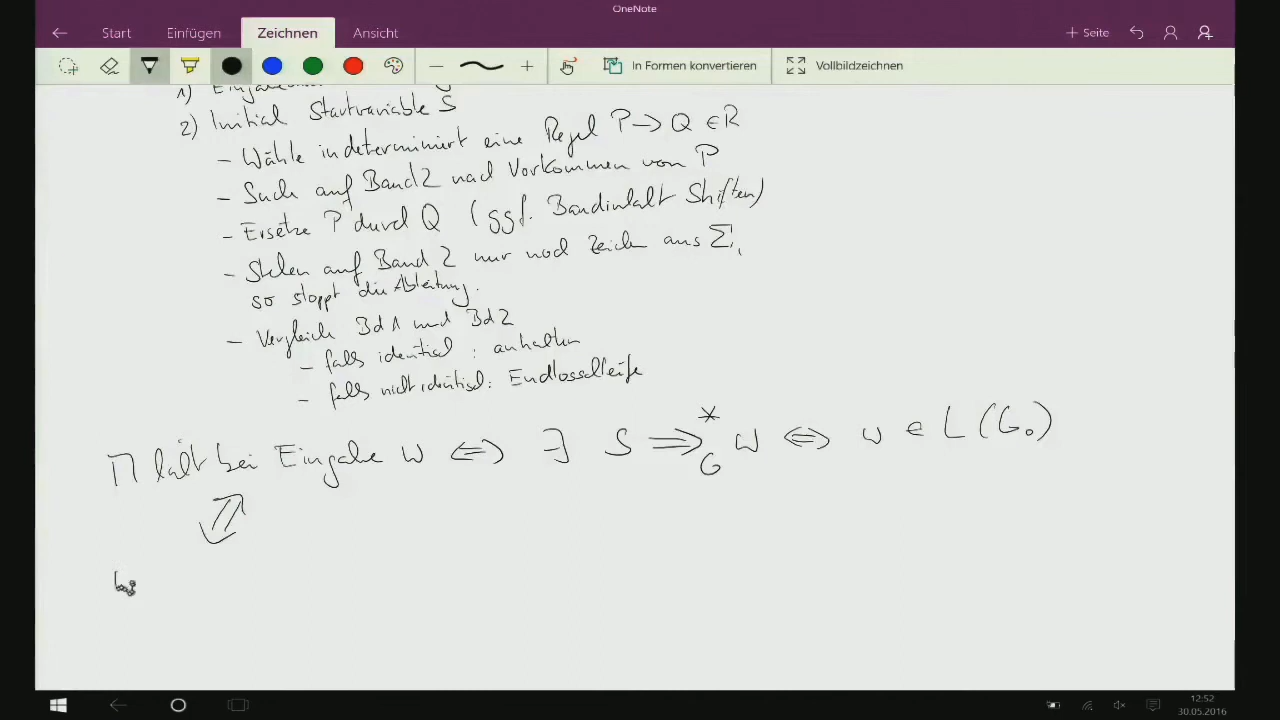 OneNote
Start Einfügen Zeichnen Ansicht + Seite
In Formen konvertieren Vollbildzeichnen
1) Eingabe
2) Initial Startvariable S
- Wähle indeterminiert eine Regel P → Q ∈ R
- Suche auf Band 2 nach Vorkommen von P
- Ersetze P durch Q (ggf. Bandinhalt Shiften)
- Stehen auf Band 2 nur noch Zeichen aus Σ,
so stoppt die Ableitung.
- Vergleiche Bd 1 und Bd 2
- falls identisch : anhalten
- falls nicht identisch: Endlosschleife
M hält bei Eingabe w ⇔ ∃ S ⇒*G w ⇔ w ∈ L(G₀)
12:52
30.05.2016